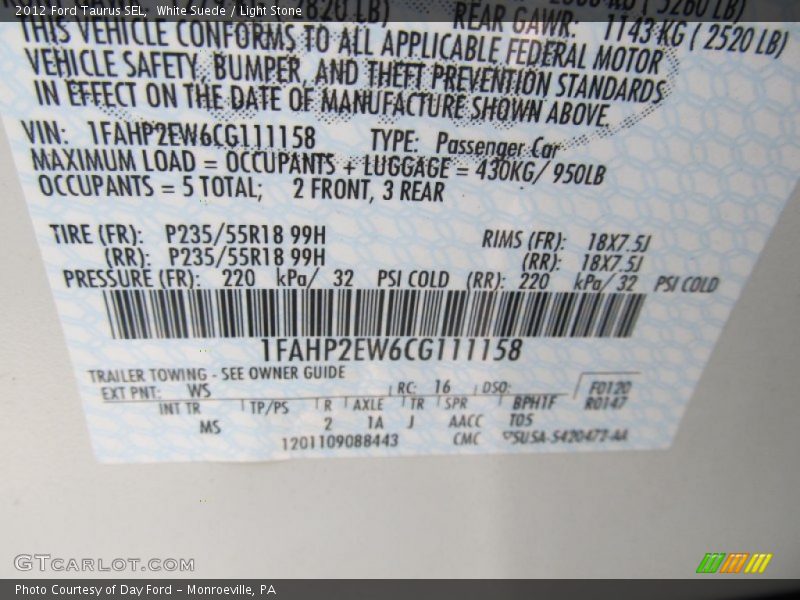 2012 Ford Taurus SEL, White Suede / Light Stone
820 LB)
REAR GAWR: 1143 KG ( 2520 LB)
THIS VEHICLE CONFORMS TO ALL APPLICABLE FEDERAL MOTOR
VEHICLE SAFETY, BUMPER, AND THEFT PREVENTION STANDARDS
IN EFFECT ON THE DATE OF MANUFACTURE SHOWN ABOVE.
VIN: 1FAHP2EW6CG111158 TYPE: Passenger Car
MAXIMUM LOAD = OCCUPANTS + LUGGAGE = 430KG/ 950LB
OCCUPANTS = 5 TOTAL; 2 FRONT, 3 REAR
TIRE (FR): P235/55R18 99H RIMS (FR): 18X7.5J
(RR): P235/55R18 99H (RR): 18X7.5J
PRESSURE (FR): 220 kPa/ 32 PSI COLD (RR): 220 kPa/ 32 PSI COLD
1FAHP2EW6CG111158
TRAILER TOWING - SEE OWNER GUIDE
EXT PNT: WS RC: 16 DSO: F0120
INT TR TP/PS R AXLE TR SPR BPHTF R0147
MS 2 1A J AACC TOS
1201109088443 CMC 5U5A-5420472-AA
GTCARLOT.COM
Photo Courtesy of Day Ford – Monroeville, PA